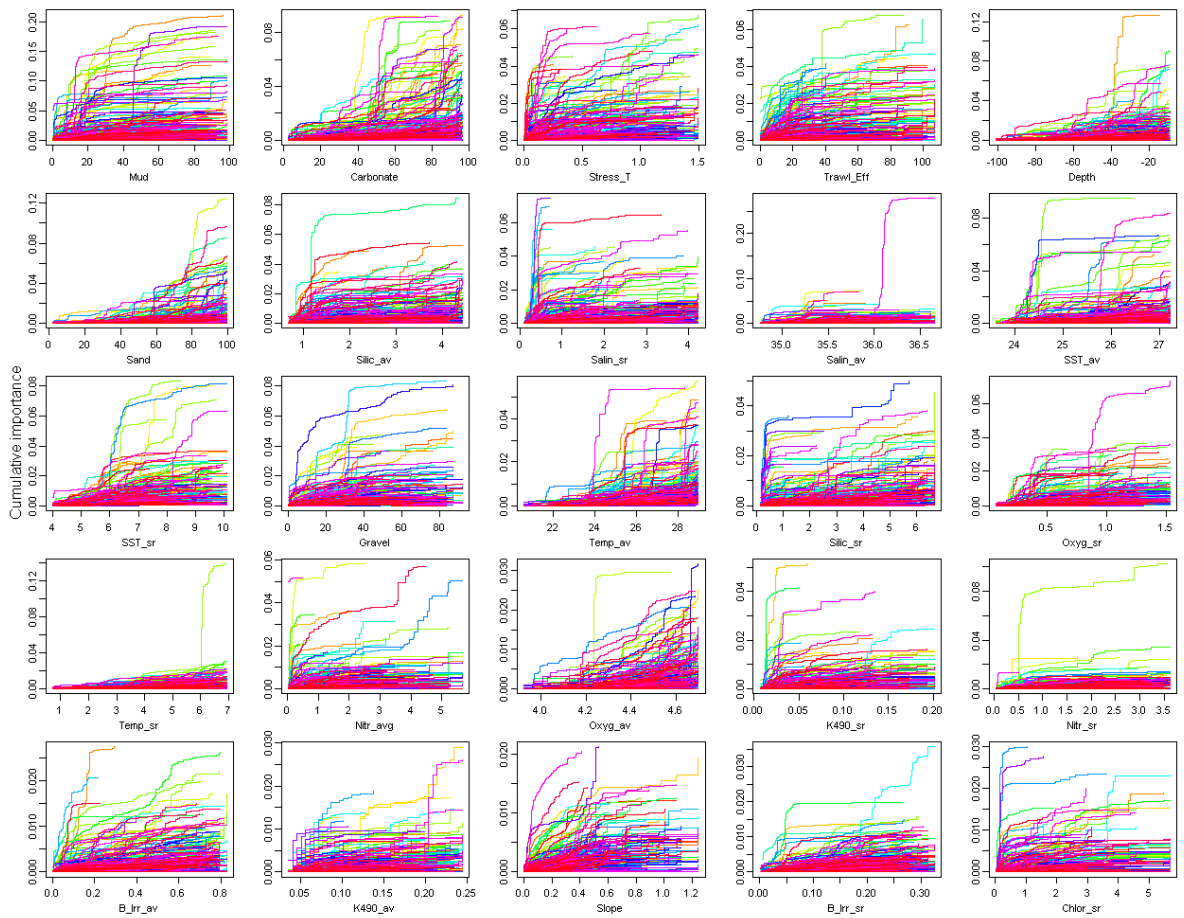 0.00 0.05 0.10 0.15 0.20
0 20 40 60 80 100
Mud
0.00 0.04 0.08
20 40 60 80 100
Carbonate
0.00 0.02 0.04 0.06
0.0 0.5 1.0 1.5
Stress_T
0.00 0.02 0.04 0.06
0 20 40 60 80 100
Trawl_Eff
0.00 0.04 0.08 0.12
-100 -80 -60 -40 -20
Depth
0.00 0.04 0.08 0.12
0 20 40 60 80 100
Sand
0.00 0.02 0.04 0.06 0.08
1 2 3 4
Silic_av
0.00 0.02 0.04 0.06
0 1 2 3 4
Salin_sr
0.00 0.10 0.20
35.0 35.5 36.0 36.5
Salin_av
0.00 0.04 0.08
24 25 26 27
SST_av
Cumulative importance
0.00 0.02 0.04 0.06 0.08
4 5 6 7 8 9 10
SST_sr
0.00 0.02 0.04 0.06 0.08
0 20 40 60 80
Gravel
0.00 0.01 0.02 0.03 0.04 0.05
22 24 26 28
Temp_av
0.00 0.01 0.02 0.03 0.04
0 1 2 3 4 5 6
Silic_sr
0.00 0.02 0.04 0.06
0.5 1.0 1.5
Oxyg_sr
0.00 0.04 0.08 0.12
1 2 3 4 5 6 7
Temp_sr
0.00 0.02 0.04 0.06
0 1 2 3 4 5
Nitr_avg
0.000 0.010 0.020 0.030
4.0 4.2 4.4 4.6
Oxyg_av
0.00 0.02 0.04
0.00 0.05 0.10 0.15 0.20
K490_sr
0.00 0.04 0.08
0.0 0.5 1.0 1.5 2.0 2.5 3.0 3.5
Nitr_sr
0.000 0.010 0.020
0.0 0.2 0.4 0.6 0.8
B_Irr_av
0.000 0.010 0.020 0.030
0.05 0.10 0.15 0.20 0.25
K490_av
0.000 0.005 0.010 0.015 0.020
0.0 0.2 0.4 0.6 0.8 1.0 1.2
Slope
0.000 0.010 0.020 0.030
0.00 0.05 0.10 0.15 0.20 0.25 0.30
B_Irr_sr
0.000 0.010 0.020 0.030
0 1 2 3 4 5
Chlor_sr